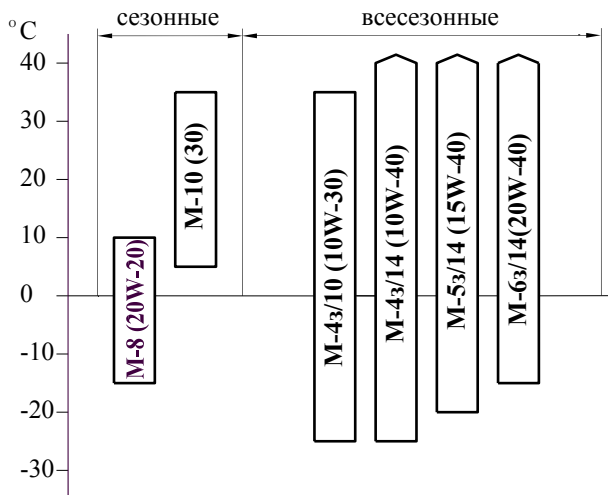 °C
сезонные
всесезонные
40
30
20
10
0
-10
-20
-30
М-8 (20W-20)
М-10 (30)
М-4з/10 (10W-30)
М-4з/14 (10W-40)
М-5з/14 (15W-40)
М-6з/14(20W-40)